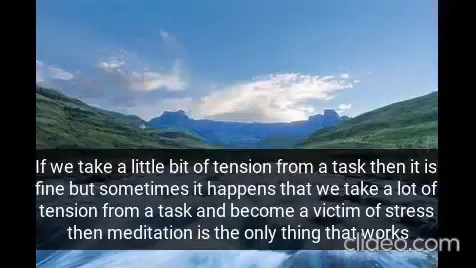 If we take a little bit of tension from a task then it is
fine but sometimes it happens that we take a lot of
tension from a task and become a victim of stress
then meditation is the only thing that works
clideo.com